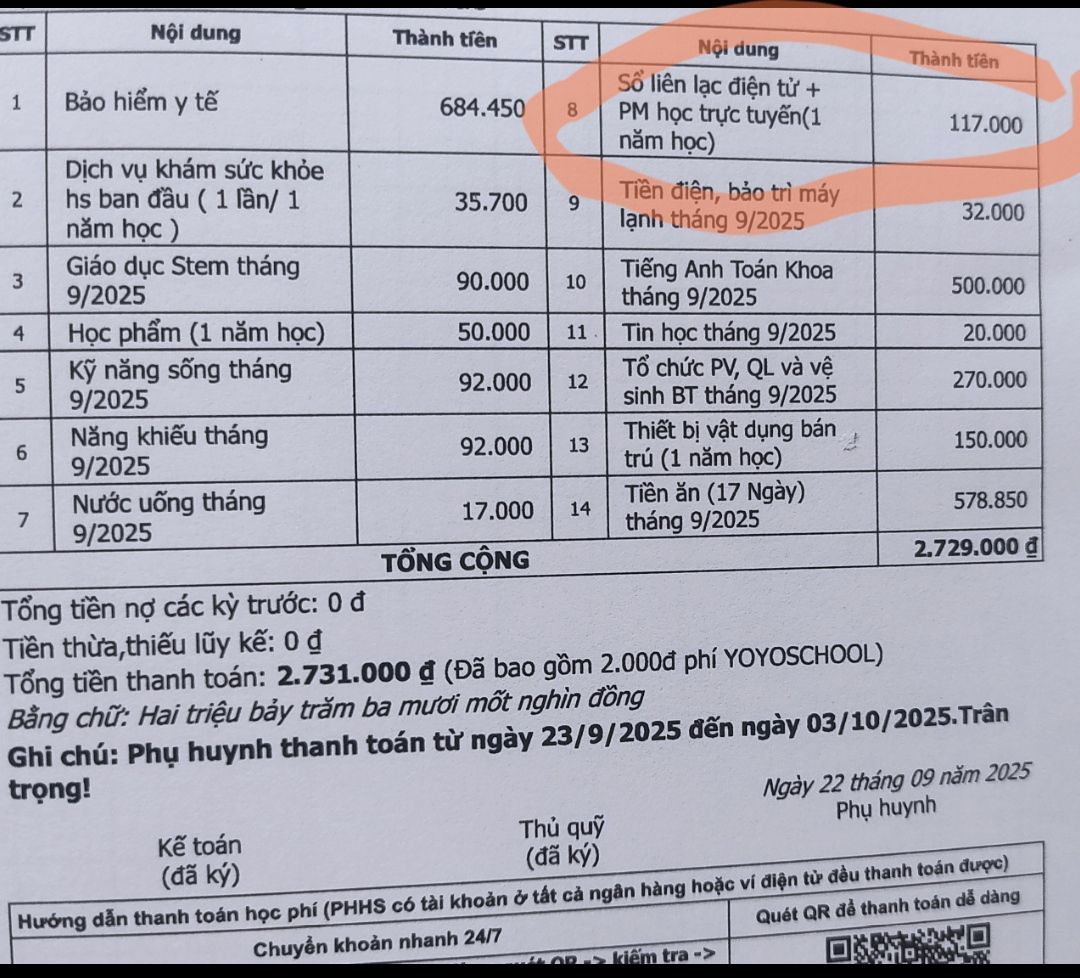 STT Nội dung Thành tiền STT Nội dung Thành tiền
1 Bảo hiểm y tế 684.450
8 Sổ liên lạc điện tử +
PM học trực tuyến(1
năm học) 117.000
2 Dịch vụ khám sức khỏe
hs ban đầu ( 1 lần/ 1
năm học ) 35.700
9 Tiền điện, bảo trì máy
lạnh tháng 9/2025 32.000
3 Giáo dục Stem tháng
9/2025 90.000
10 Tiếng Anh Toán Khoa
tháng 9/2025 500.000
4 Học phẩm (1 năm học) 50.000
11 Tin học tháng 9/2025 20.000
5 Kỹ năng sống tháng
9/2025 92.000
12 Tổ chức PV, QL và vệ
sinh BT tháng 9/2025 270.000
6 Năng khiếu tháng
9/2025 92.000
13 Thiết bị vật dụng bán
trú (1 năm học) 150.000
7 Nước uống tháng
9/2025 17.000
14 Tiền ăn (17 Ngày)
tháng 9/2025 578.850
TỔNG CỘNG 2.729.000 đ
Tổng tiền nợ các kỳ trước: 0 đ
Tiền thừa,thiếu lũy kế: 0 đ
Tổng tiền thanh toán: 2.731.000 đ (Đã bao gồm 2.000đ phí YOYOSCHOOL)
Bằng chữ: Hai triệu bảy trăm ba mươi mốt nghìn đồng
Ghi chú: Phụ huynh thanh toán từ ngày 23/9/2025 đến ngày 03/10/2025.Trân
trọng!
Ngày 22 tháng 09 năm 2025
Kế toán Thủ quỹ Phụ huynh
(đã ký) (đã ký)
Hướng dẫn thanh toán học phí (PHHS có tài khoản ở tất cả ngân hàng hoặc ví điện tử đều thanh toán được)
Chuyển khoản nhanh 24/7
Quét QR để thanh toán dễ dàng
QR -> kiểm tra ->